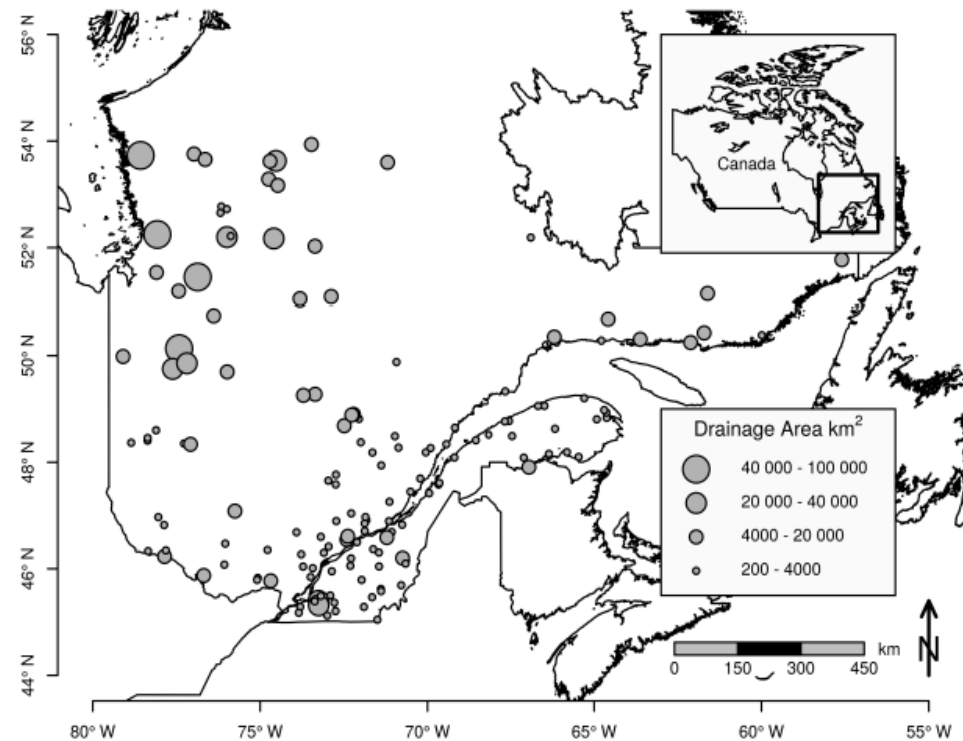 56° N
54° N
52° N
50° N
48° N
46° N
44° N
Canada
Drainage Area km²
40 000 - 100 000
20 000 - 40 000
4000 - 20 000
200 - 4000
km
0 150 300 450
N
80° W 75° W 70° W 65° W 60° W 55° W